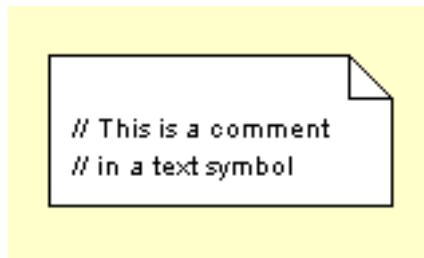 // This is a comment
// in a text symbol